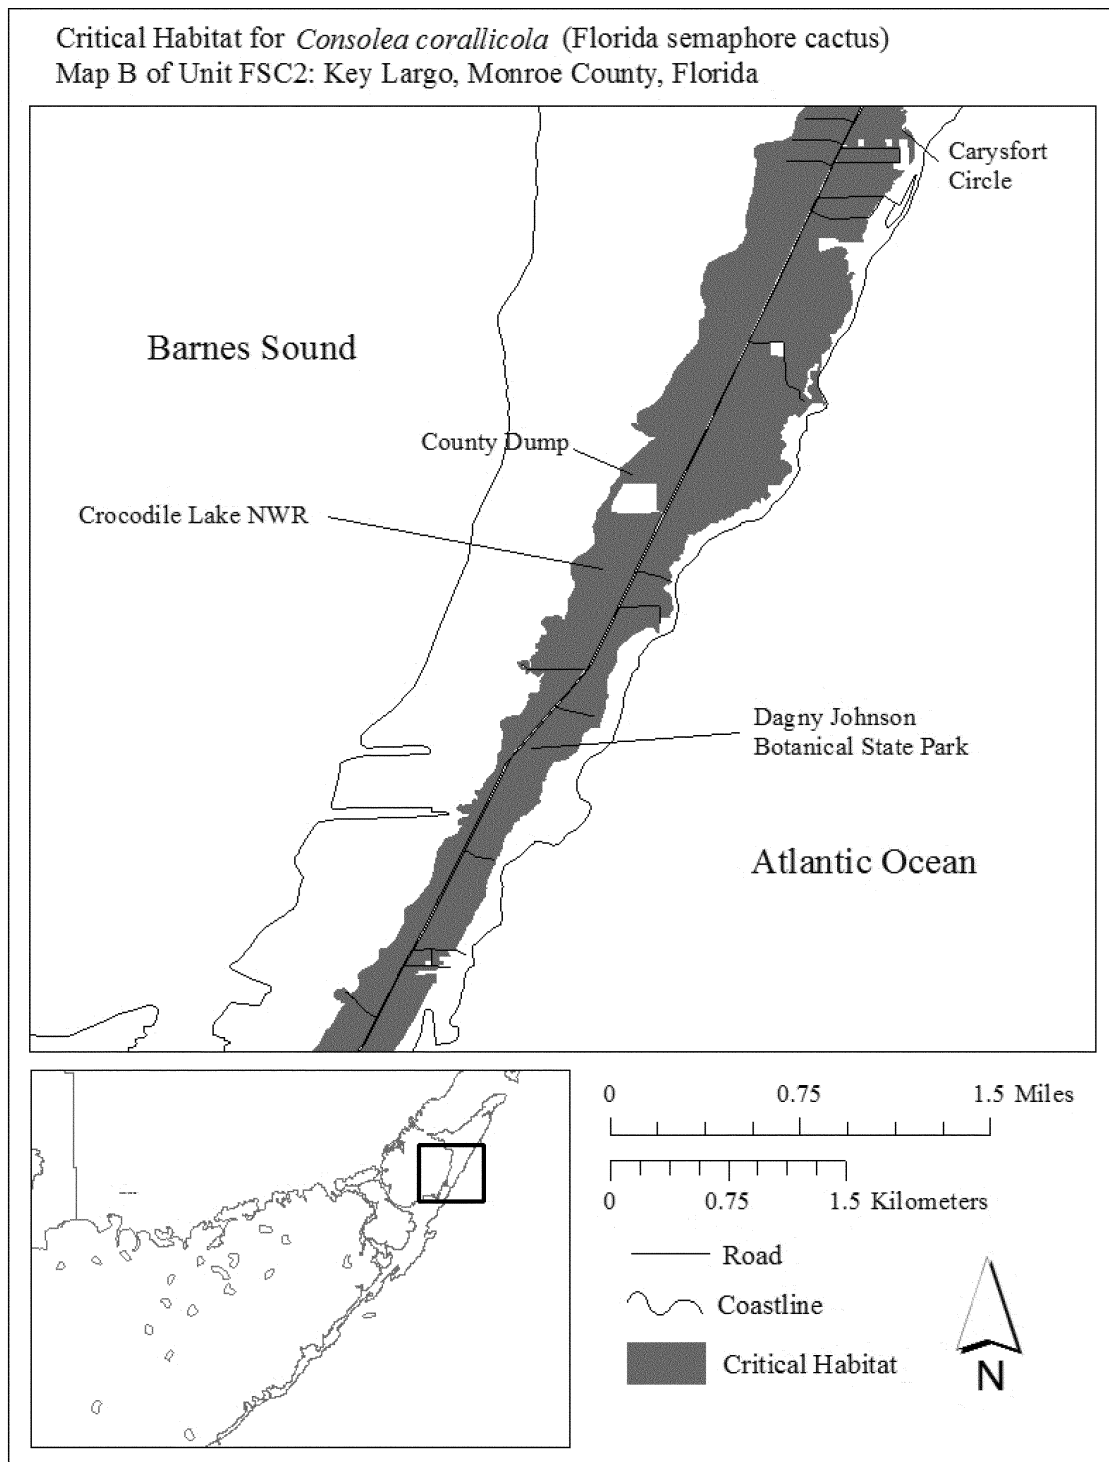 Critical Habitat for Consolea corallicola (Florida semaphore cactus)
Map B of Unit FSC2: Key Largo, Monroe County, Florida
Carysfort
Circle
Barnes Sound
County Dump
Crocodile Lake NWR
Dagny Johnson
Botanical State Park
Atlantic Ocean
0 0.75 1.5 Miles
0 0.75 1.5 Kilometers
Road
Coastline
Critical Habitat
N